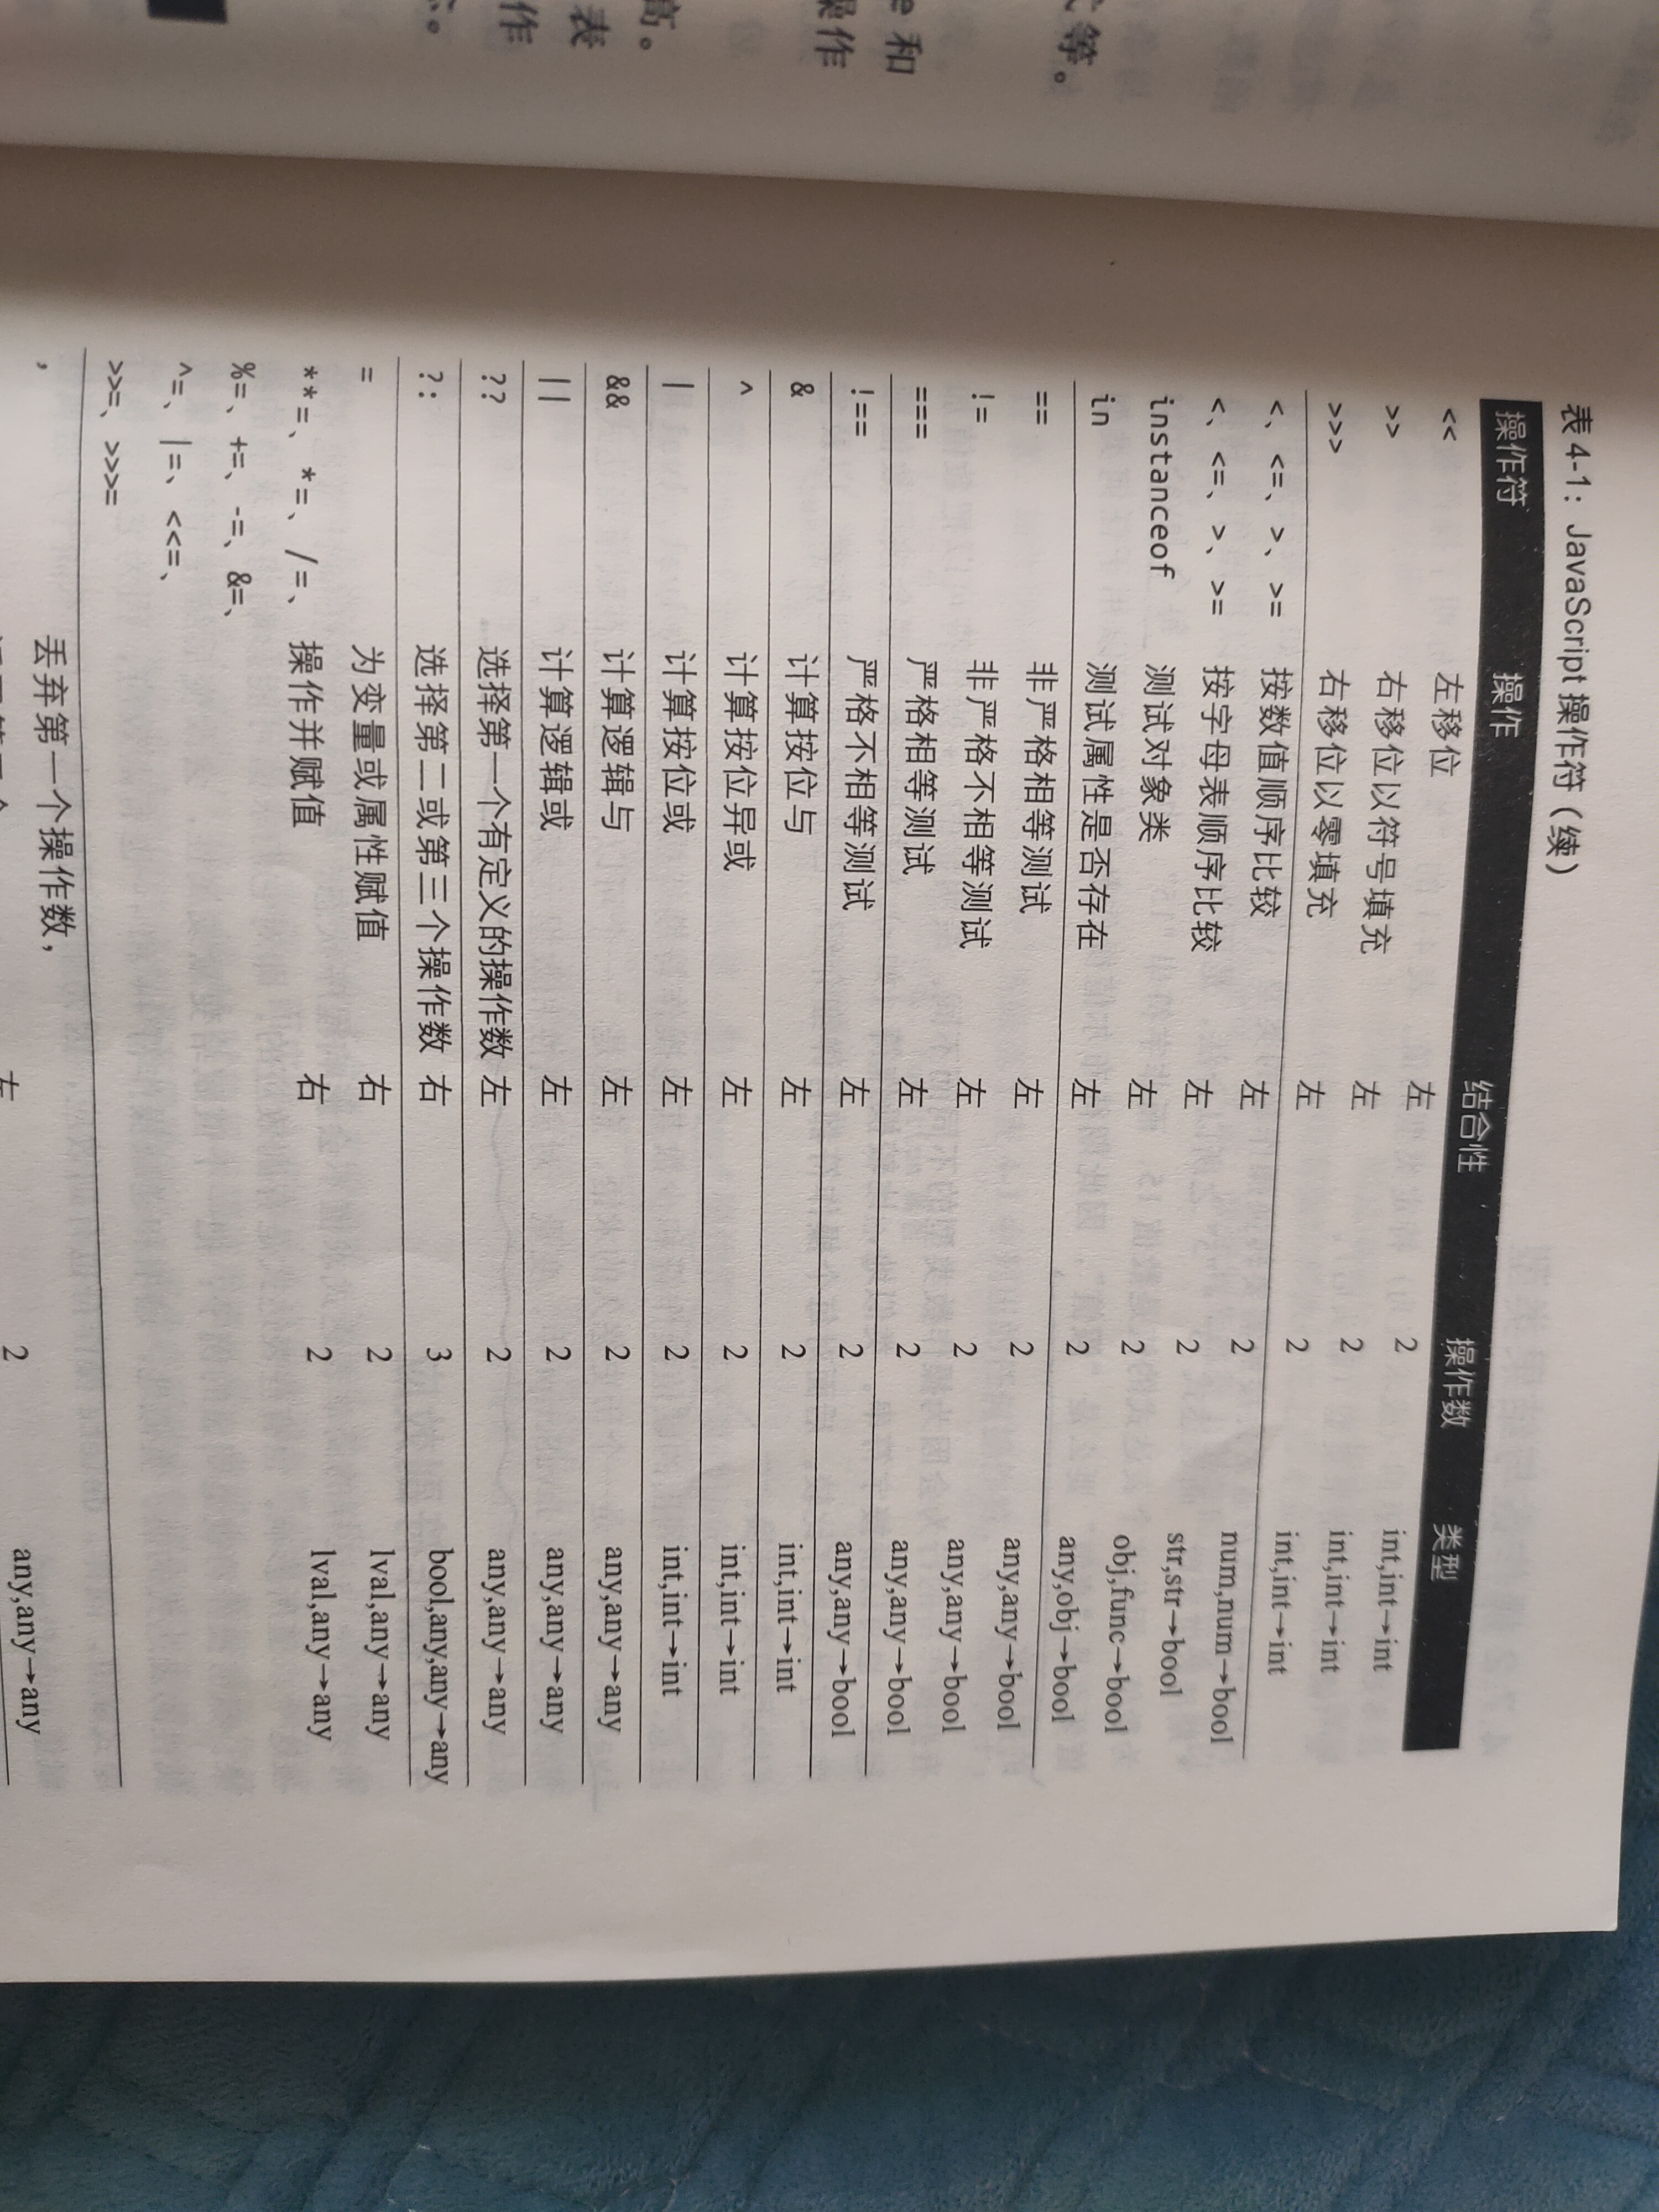 表 4-1：JavaScript 操作符（续）
操作符 操作 结合性 操作数 类型
<< 左移位 左 2 int,int→int
>> 右移位以符号填充 左 2 int,int→int
>>> 右移位以零填充 左 2 int,int→int
<、<=、>、>= 按数值顺序比较 左 2 num,num→bool
<、<=、>、>= 按字母表顺序比较 左 2 str,str→bool
instanceof 测试对象类 左 2 obj,func→bool
in 测试属性是否存在 左 2 any,obj→bool
== 非严格相等测试 左 2 any,any→bool
!= 非严格不相等测试 左 2 any,any→bool
=== 严格相等测试 左 2 any,any→bool
!== 严格不相等测试 左 2 any,any→bool
& 计算按位与 左 2 int,int→int
^ 计算按位异或 左 2 int,int→int
| 计算按位或 左 2 int,int→int
&& 计算逻辑与 左 2 any,any→any
|| 计算逻辑或 左 2 any,any→any
?? 选择第一个有定义的操作数 左 2 any,any→any
?: 选择第二或第三个操作数 右 3 bool,any,any→any
= 为变量或属性赋值 右 2 lval,any→any
**=、*=、/=、 操作并赋值 右 2 lval,any→any
%=、+=、-=、&=、
^=、|=、<<=、
>>=、>>>=
, 丢弃第一个操作数， 左 2 any,any→any
式等。
e 和
操作
高。
表
作